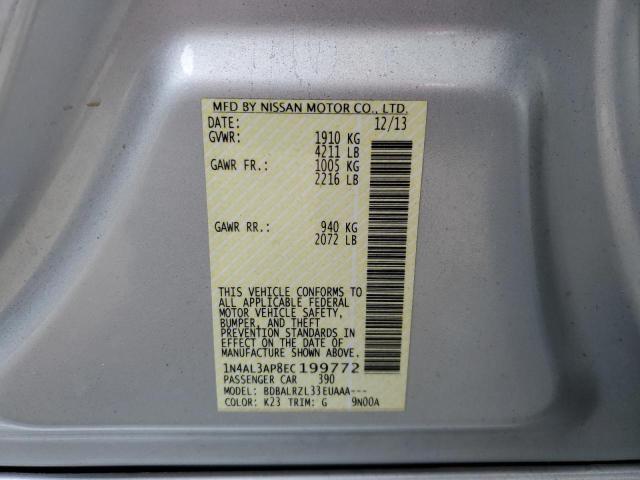 MFD BY NISSAN MOTOR CO., LTD.
DATE: 12/13
GVWR: 1910 KG
4211 LB
GAWR FR.: 1005 KG
2216 LB
GAWR RR.: 940 KG
2072 LB
THIS VEHICLE CONFORMS TO
ALL APPLICABLE FEDERAL
MOTOR VEHICLE SAFETY,
BUMPER, AND THEFT
PREVENTION STANDARDS IN
EFFECT ON THE DATE OF
MANUFACTURE SHOWN ABOVE.
1N4AL3AP8EC199772
PASSENGER CAR 390
MODEL: BDBALRZL33EUAAA---
COLOR: K23 TRIM: G 9N00A